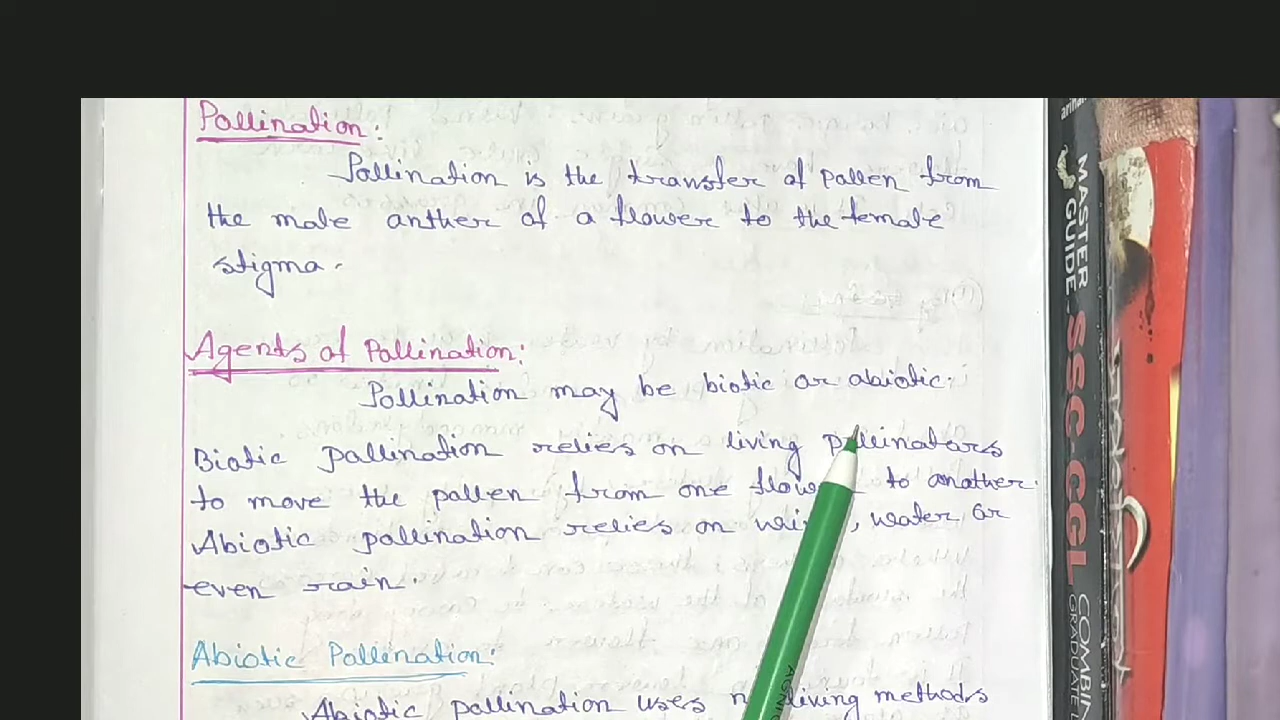 Pollination:
Pollination is the transfer of pollen from
the male anther of a flower to the female
stigma.
Agents of Pollination:
Pollination may be biotic or abiotic.
Biotic pollination relies on living pollinators
to move the pollen from one to another.
Abiotic pollination relies on water or
even rain.
Abiotic Pollination:
Abiotic pollination uses living methods
MASTER
GUIDE
SSC-CGL
COMBIN
GRADUATE